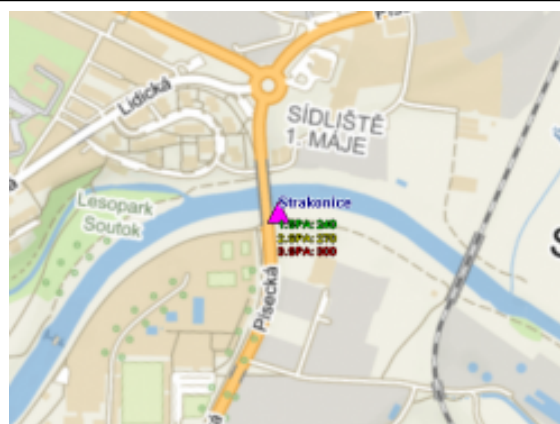 Lidická
SÍDLIŠTĚ
1. MÁJE
Lesopark
Soutok
Strakonice
1.SPA: 240
2.SPA: 270
3.SPA: 300
Písecká